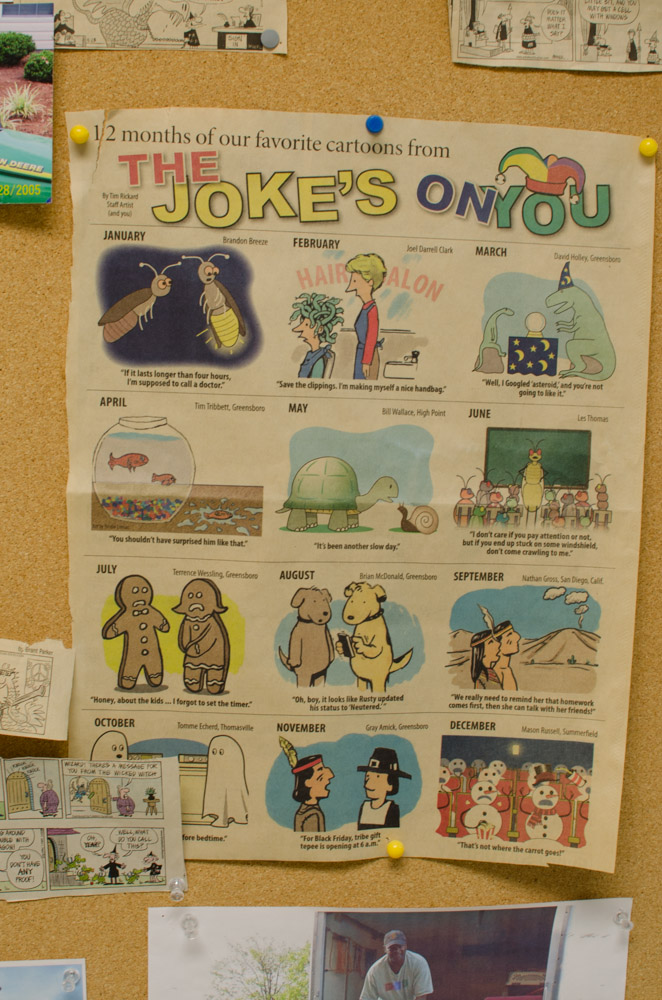 SIGN IN
DOES IT MATTER WHAT I SAY?
LITTLE BIT, AND YOU
MAY GET A CELL
WITH WINDOWS
N DEERE
28/2005
12 months of our favorite cartoons from
THE
JOKE'S ON YOU
By Tim Rickard
Staff Artist
(and you)
JANUARY
Brandon Breeze
"If it lasts longer than four hours,
I'm supposed to call a doctor."
FEBRUARY
Joel Darrell Clark
HAIR SALON
"Save the clippings. I'm making myself a nice handbag."
MARCH
David Holley, Greensboro
"Well, I Googled 'asteroid,' and you're not
going to like it."
APRIL
Tim Tribbett, Greensboro
"You shouldn't have surprised him like that."
MAY
Bill Wallace, High Point
"It's been another slow day."
JUNE
Les Thomas
"I don't care if you pay attention or not,
but if you end up stuck on some windshield,
don't come crawling to me."
JULY
Terrence Wessling, Greensboro
"Honey, about the kids ... I forgot to set the timer."
AUGUST
Brian McDonald, Greensboro
"Oh, boy, it looks like Rusty updated
his status to 'Neutered.'"
SEPTEMBER
Nathan Gross, San Diego, Calif.
"We really need to remind her that homework
comes first, then she can talk with her friends!"
OCTOBER
Tomme Echerd, Thomasville
fore bedtime."
NOVEMBER
Gray Amick, Greensboro
"For Black Friday, tribe gift
tepee is opening at 6 a.m."
DECEMBER
Mason Russell, Summerfield
"That's not where the carrot goes!"
By Brant Parker
WIZARD! THERE'S A MESSAGE FOR
YOU FROM THE WICKED WITCH
YOU
DON'T HAVE
ANY
PROOF!
OH,
YEAH?
WELL, WHAT
DO YOU CALL
THIS?